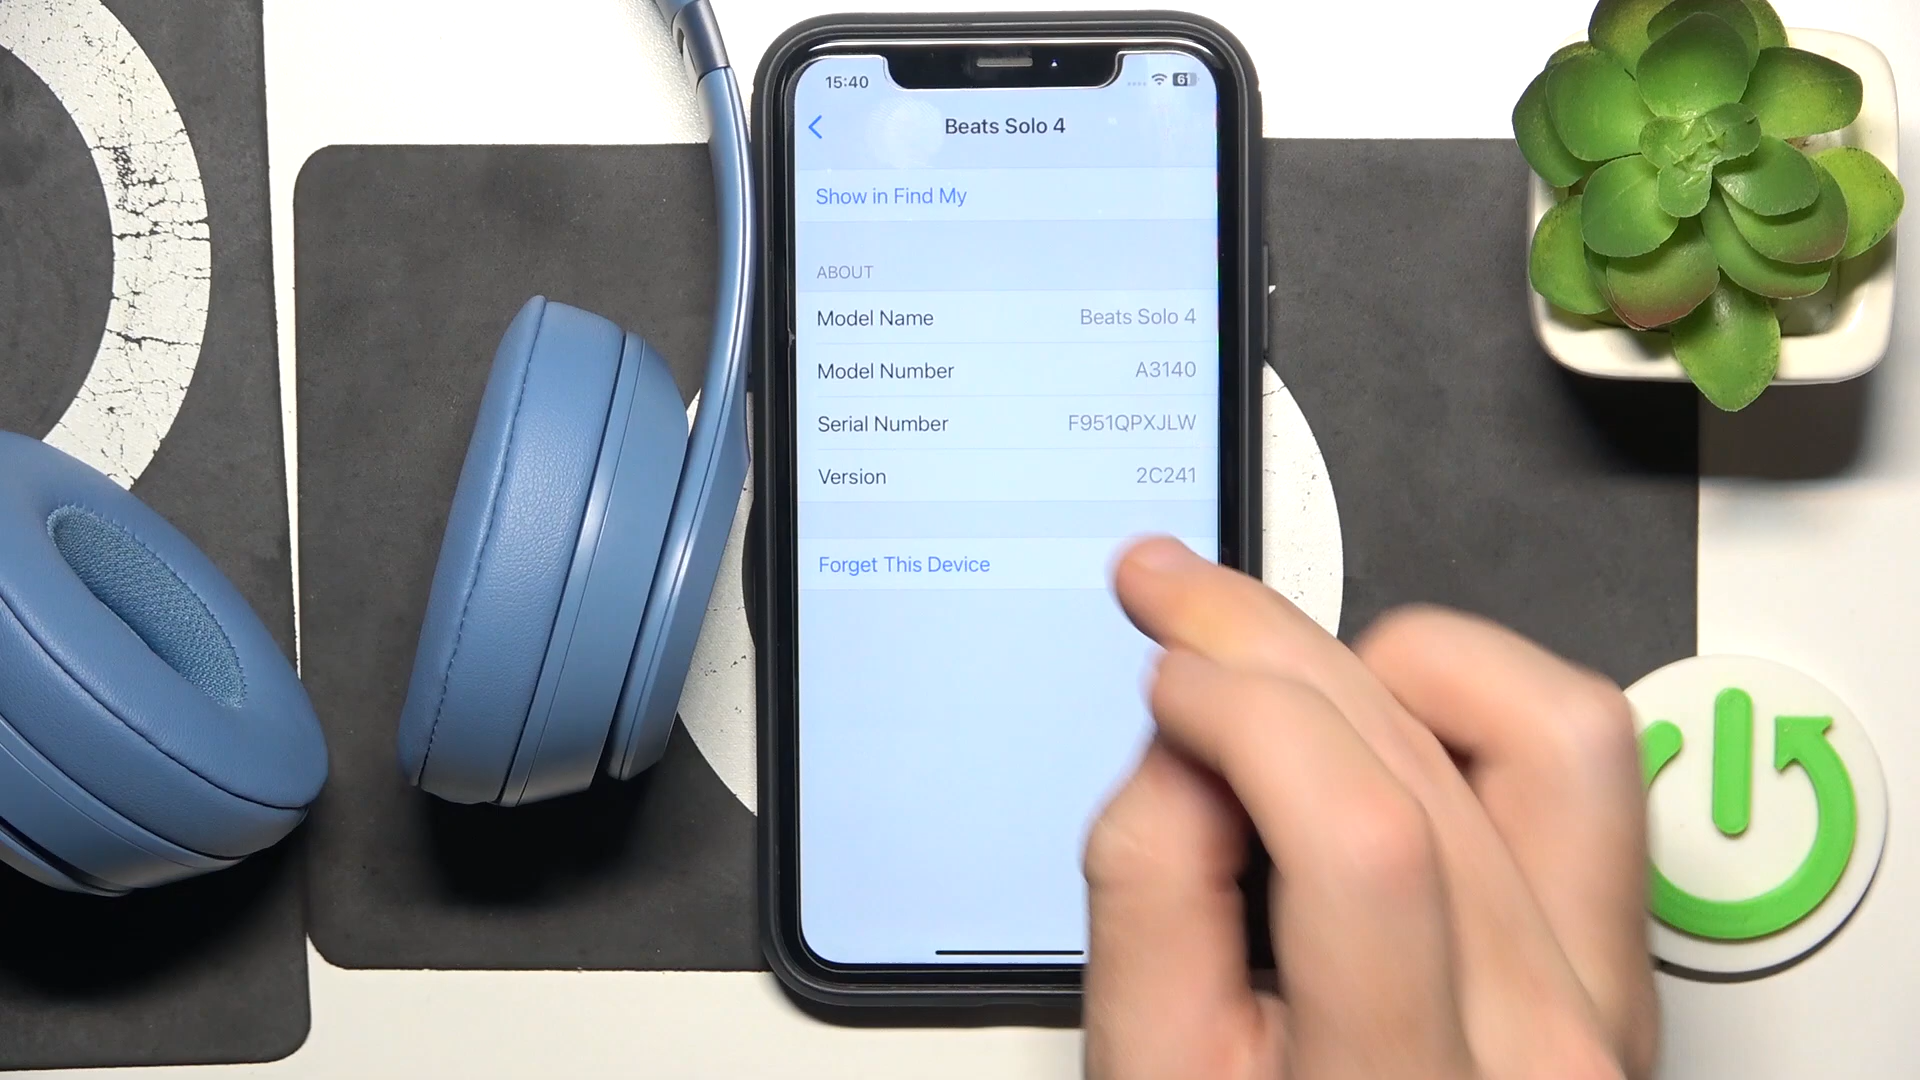 15:40
61
Beats Solo 4
Show in Find My
ABOUT
Model Name Beats Solo 4
Model Number A3140
Serial Number F951QPXJLW
Version 2C241
Forget This Device